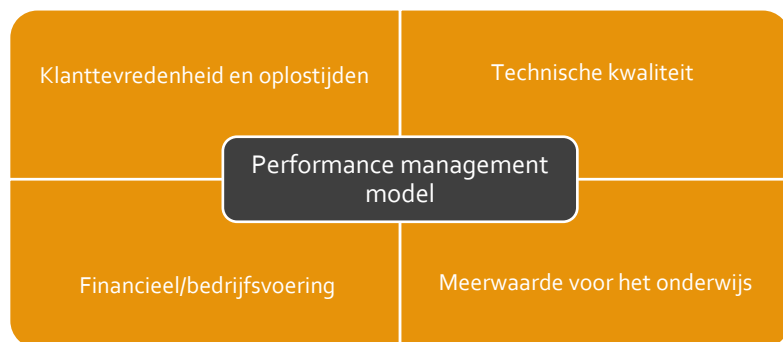 Klanttevredenheid en oplostijden
Technische kwaliteit
Performance management
model
Financieel/bedrijfsvoering
Meerwaarde voor het onderwijs